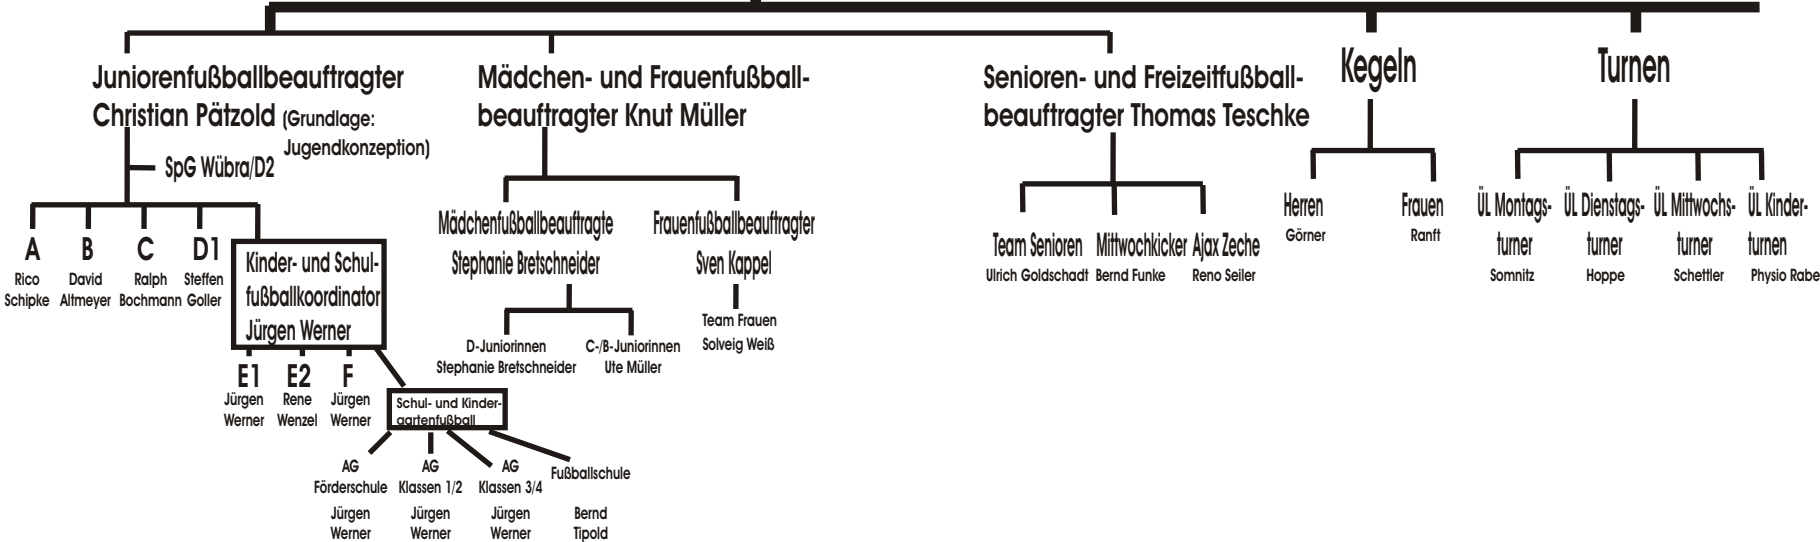 Juniorenfußballbeauftragter
Christian Pätzold (Grundlage:
Jugendkonzeption)
SpG Wübra/D2
A
Rico
Schipke
B
David
Altmeyer
C
Ralph
Bochmann
D1
Steffen
Goller
Kinder- und Schul-
fußballkoordinator
Jürgen Werner
E1
Jürgen
Werner
E2
Rene
Wenzel
F
Jürgen
Werner
Schul- und Kinder-
gartenfußball
AG
Förderschule
Jürgen
Werner
AG
Klassen 1/2
Jürgen
Werner
AG
Klassen 3/4
Jürgen
Werner
Fußballschule
Bernd
Tipold
Mädchen- und Frauenfußball-
beauftragter Knut Müller
Mädchenfußballbeauftragte
Stephanie Bretschneider
D-Juniorinnen
Stephanie Bretschneider
C-/B-Juniorinnen
Ute Müller
Frauenfußballbeauftragter
Sven Kappel
Team Frauen
Solveig Weiß
Senioren- und Freizeitfußball-
beauftragter Thomas Teschke
Team Senioren
Ulrich Goldschadt
Mittwochkicker
Bernd Funke
Ajax Zeche
Reno Seiler
Kegeln
Herren
Görner
Frauen
Ranft
Turnen
ÜL Montags-
turner
Somnitz
ÜL Dienstags-
turner
Hoppe
ÜL Mittwochs-
turner
Schettler
ÜL Kinder-
turnen
Physio Rabe